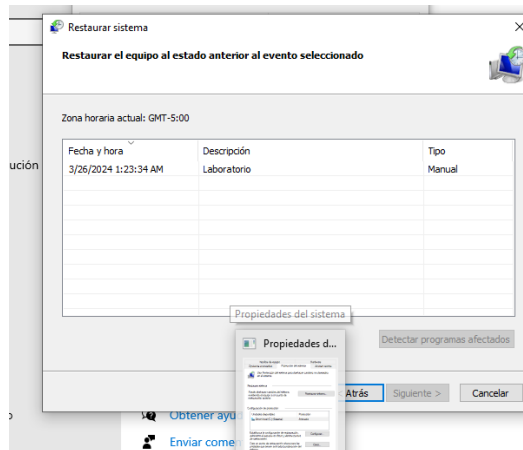 Restaurar sistema
Restaurar el equipo al estado anterior al evento seleccionado
Zona horaria actual: GMT-5:00
Fecha y hora Descripción Tipo
ución
3/26/2024 1:23:34 AM Laboratorio Manual
Propiedades del sistema
Propiedades d...
Detectar programas afectados
Atrás Siguiente > Cancelar
Obtener ayu
Enviar comen